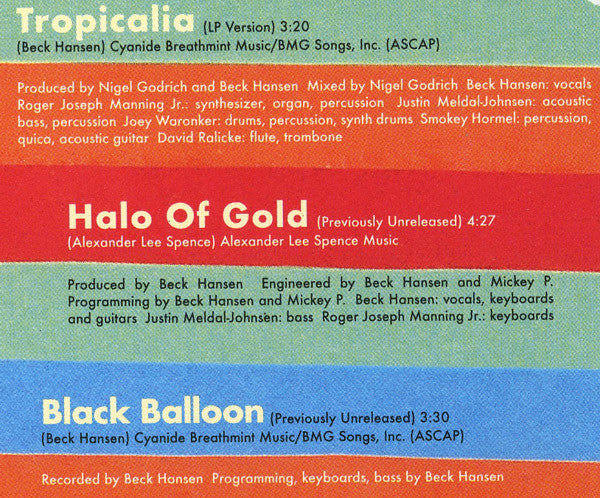 Tropicalia (LP Version) 3:20
(Beck Hansen) Cyanide Breathmint Music/BMG Songs, Inc. (ASCAP)
Produced by Nigel Godrich and Beck Hansen Mixed by Nigel Godrich Beck Hansen: vocals
Roger Joseph Manning Jr.: synthesizer, organ, percussion Justin Meldal-Johnsen: acoustic
bass, percussion Joey Waronker: drums, percussion, synth drums Smokey Hormel: percussion,
quica, acoustic guitar David Ralicke: flute, trombone
Halo Of Gold (Previously Unreleased) 4:27
(Alexander Lee Spence) Alexander Lee Spence Music
Produced by Beck Hansen Engineered by Beck Hansen and Mickey P.
Programming by Beck Hansen and Mickey P. Beck Hansen: vocals, keyboards
and guitars Justin Meldal-Johnsen: bass Roger Joseph Manning Jr.: keyboards
Black Balloon (Previously Unreleased) 3:30
(Beck Hansen) Cyanide Breathmint Music/BMG Songs, Inc. (ASCAP)
Recorded by Beck Hansen Programming, keyboards, bass by Beck Hansen